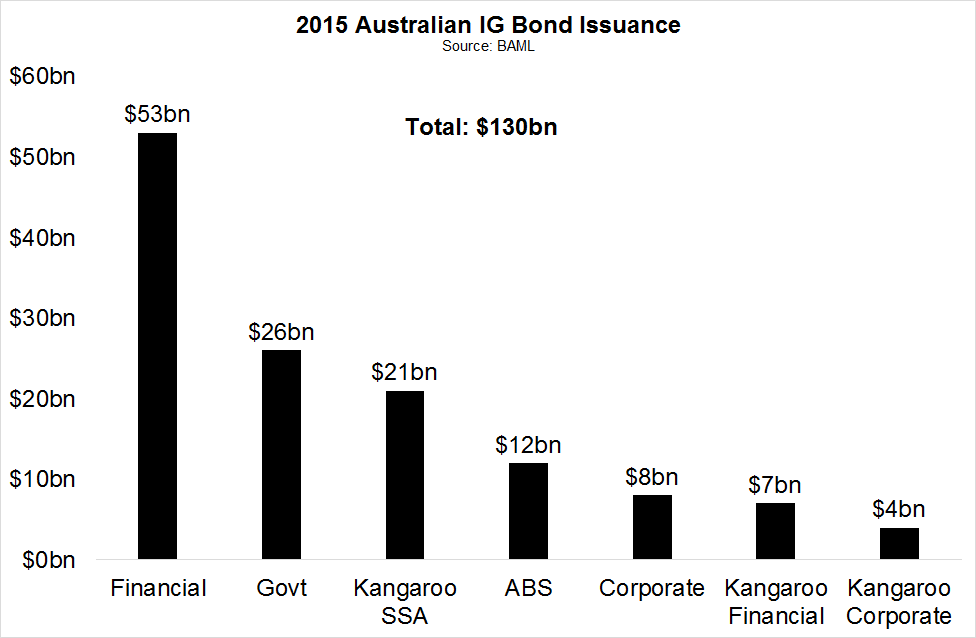 2015 Australian IG Bond Issuance
Source: BAML
Total: $130bn
$60bn
$50bn
$40bn
$30bn
$20bn
$10bn
$0bn
$53bn
$26bn
$21bn
$12bn
$8bn
$7bn
$4bn
Financial
Govt
Kangaroo
SSA
ABS
Corporate
Kangaroo
Financial
Kangaroo
Corporate